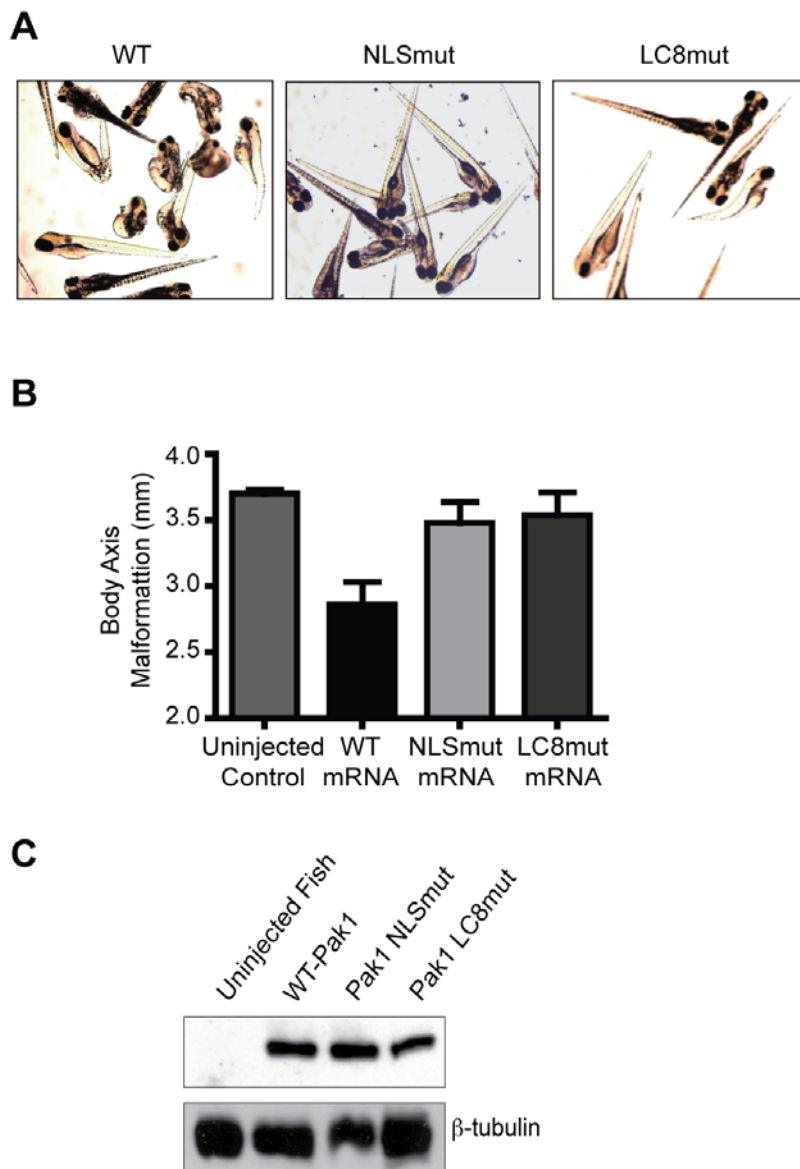 A
WT
NLSmut
LC8mut
B
Body Axis
Malformattion (mm)
4.0
3.5
3.0
2.5
2.0
Uninjected
Control
WT
mRNA
NLSmut
mRNA
LC8mut
mRNA
C
Uninjected Fish
WT-Pak1
Pak1 NLSmut
Pak1 LC8mut
β-tubulin